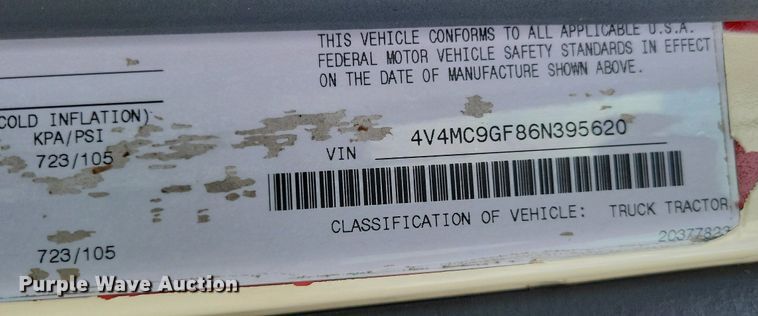 THIS VEHICLE CONFORMS TO ALL APPLICABLE U.S.A.
FEDERAL MOTOR VEHICLE SAFETY STANDARDS IN EFFECT
ON THE DATE OF MANUFACTURE SHOWN ABOVE.
COLD INFLATION)
KPA/PSI
723/105
VIN 4V4MC9GF86N395620
CLASSIFICATION OF VEHICLE: TRUCK TRACTOR
723/105
20377823
Purple Wave Auction